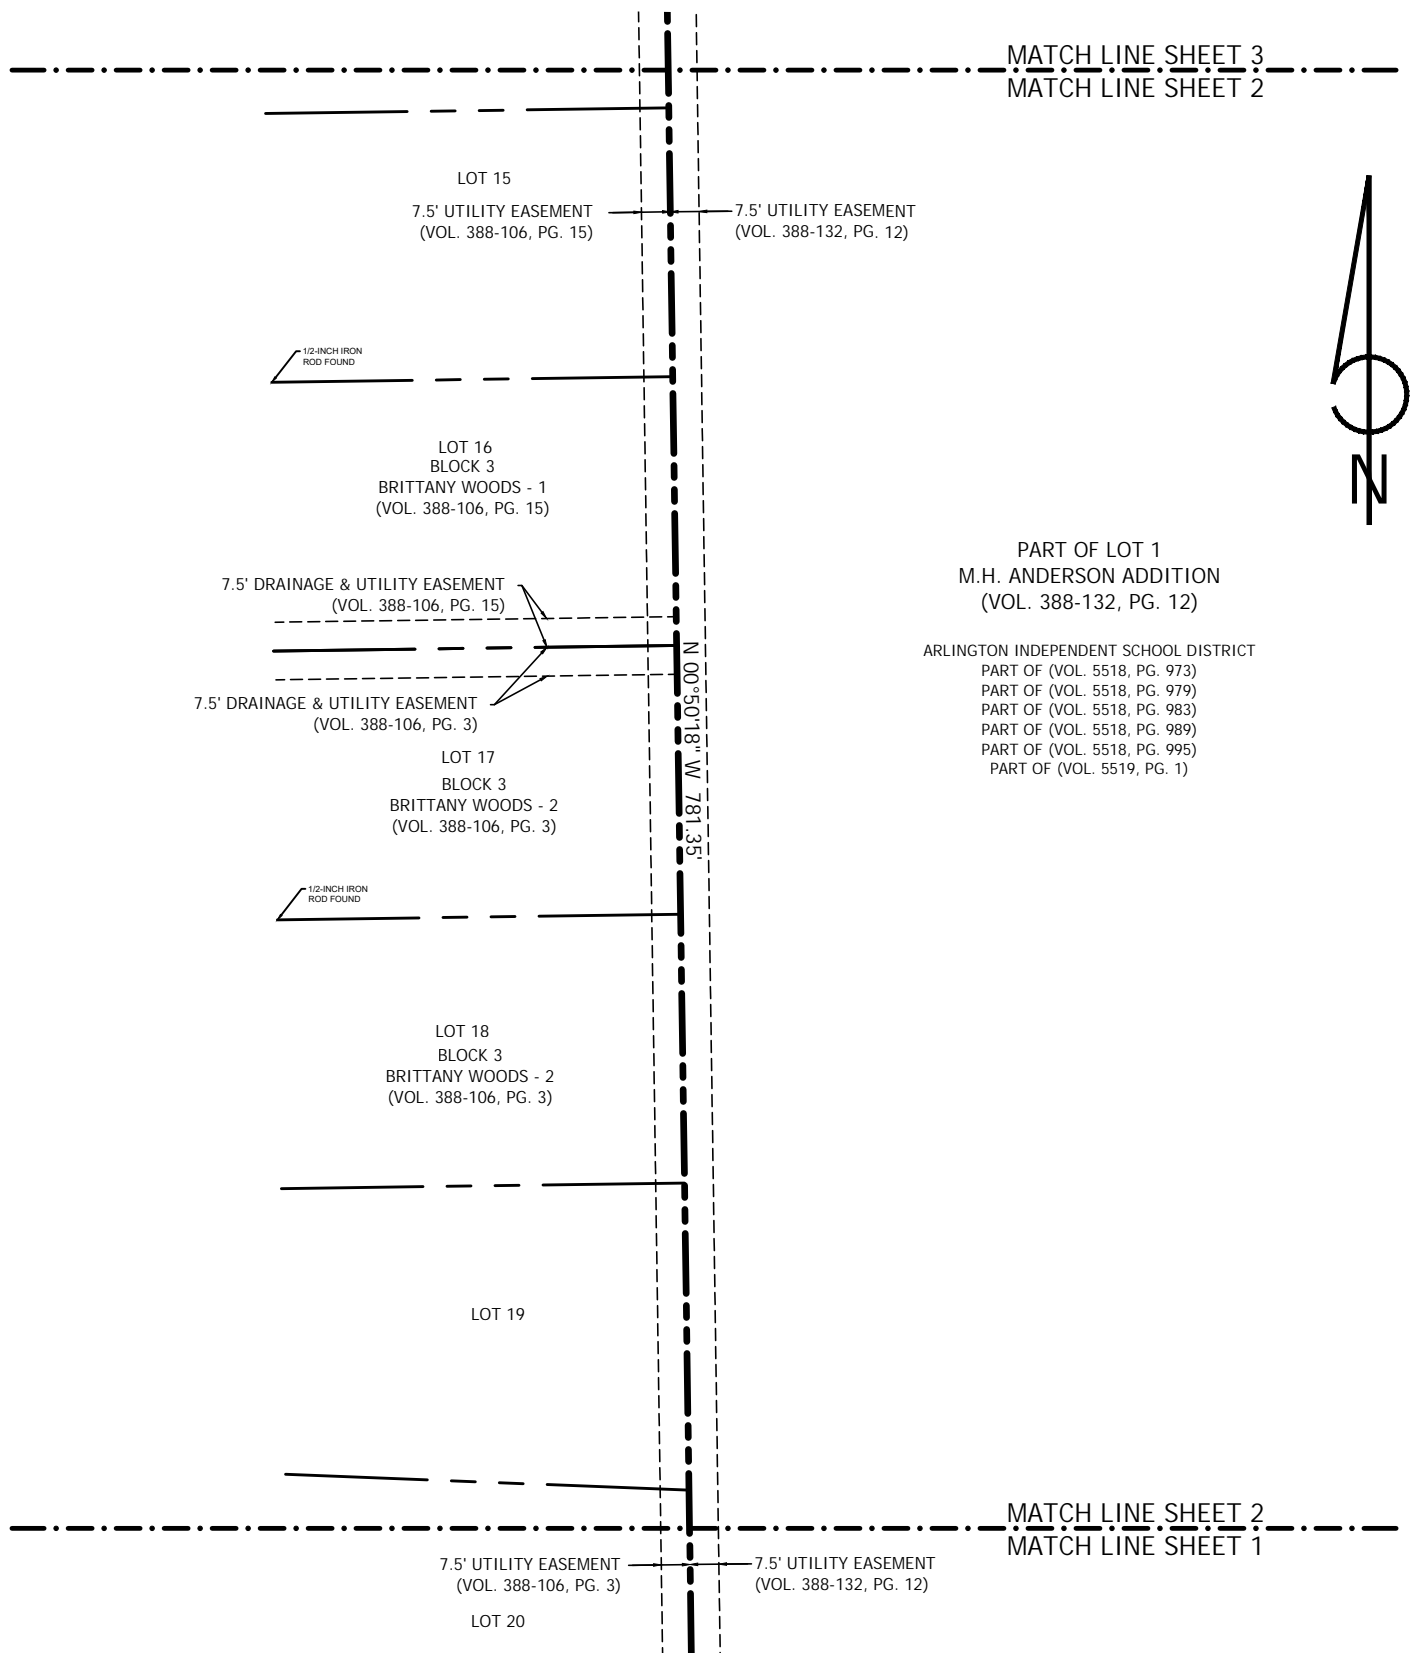 MATCH LINE SHEET 3
MATCH LINE SHEET 2
LOT 15
7.5' UTILITY EASEMENT
(VOL. 388-106, PG. 15)
7.5' UTILITY EASEMENT
(VOL. 388-132, PG. 12)
1/2-INCH IRON
ROD FOUND
N
LOT 16
BLOCK 3
BRITTANY WOODS - 1
(VOL. 388-106, PG. 15)
PART OF LOT 1
M.H. ANDERSON ADDITION
(VOL. 388-132, PG. 12)
7.5' DRAINAGE & UTILITY EASEMENT
(VOL. 388-106, PG. 15)
N 00°50'18" W 781.35'
ARLINGTON INDEPENDENT SCHOOL DISTRICT
PART OF (VOL. 5518, PG. 973)
PART OF (VOL. 5518, PG. 979)
PART OF (VOL. 5518, PG. 983)
PART OF (VOL. 5518, PG. 989)
PART OF (VOL. 5518, PG. 995)
PART OF (VOL. 5519, PG. 1)
7.5' DRAINAGE & UTILITY EASEMENT
(VOL. 388-106, PG. 3)
LOT 17
BLOCK 3
BRITTANY WOODS - 2
(VOL. 388-106, PG. 3)
1/2-INCH IRON
ROD FOUND
LOT 18
BLOCK 3
BRITTANY WOODS - 2
(VOL. 388-106, PG. 3)
LOT 19
MATCH LINE SHEET 2
MATCH LINE SHEET 1
7.5' UTILITY EASEMENT
(VOL. 388-106, PG. 3)
7.5' UTILITY EASEMENT
(VOL. 388-132, PG. 12)
LOT 20